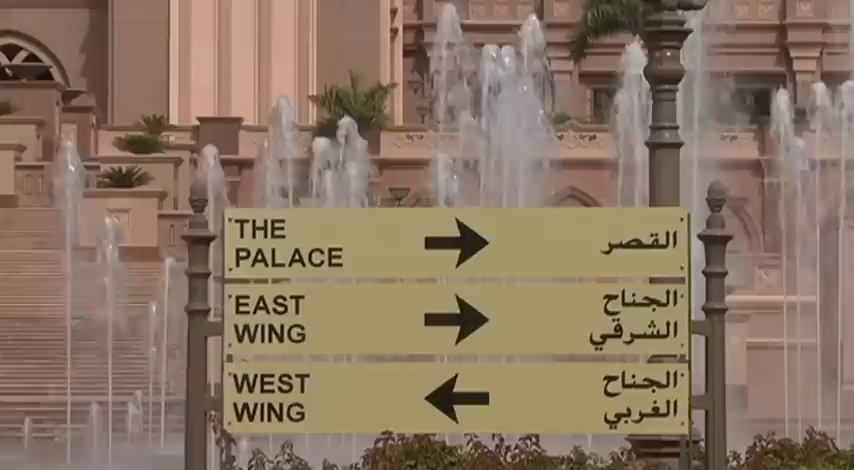 THE
PALACE
القصر
EAST
WING
الجناح
الشرقي
WEST
WING
الجناح
الغربي